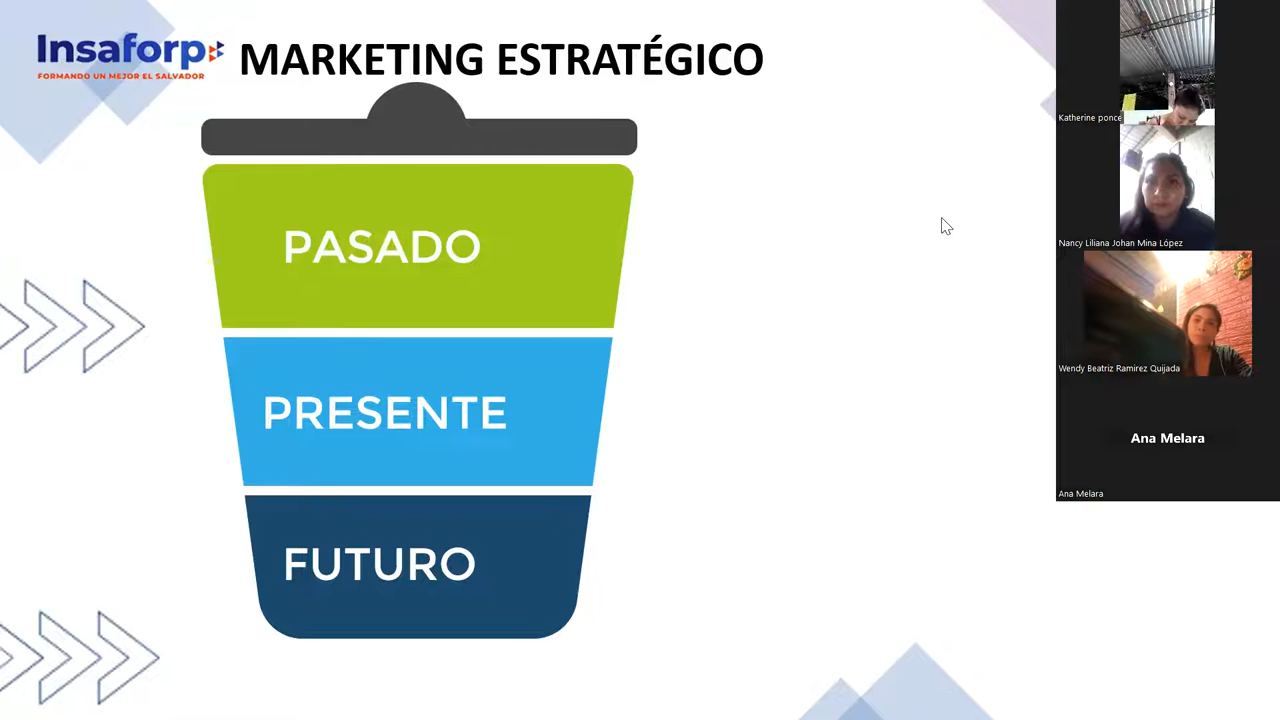 Insaforp
FORMANDO UN MEJOR EL SALVADOR
MARKETING ESTRATÉGICO
PASADO
PRESENTE
FUTURO
Katherine ponce
Nancy Liliana Johan Mina López
Wendy Beatriz Ramirez Quijada
Ana Melara
Ana Melara